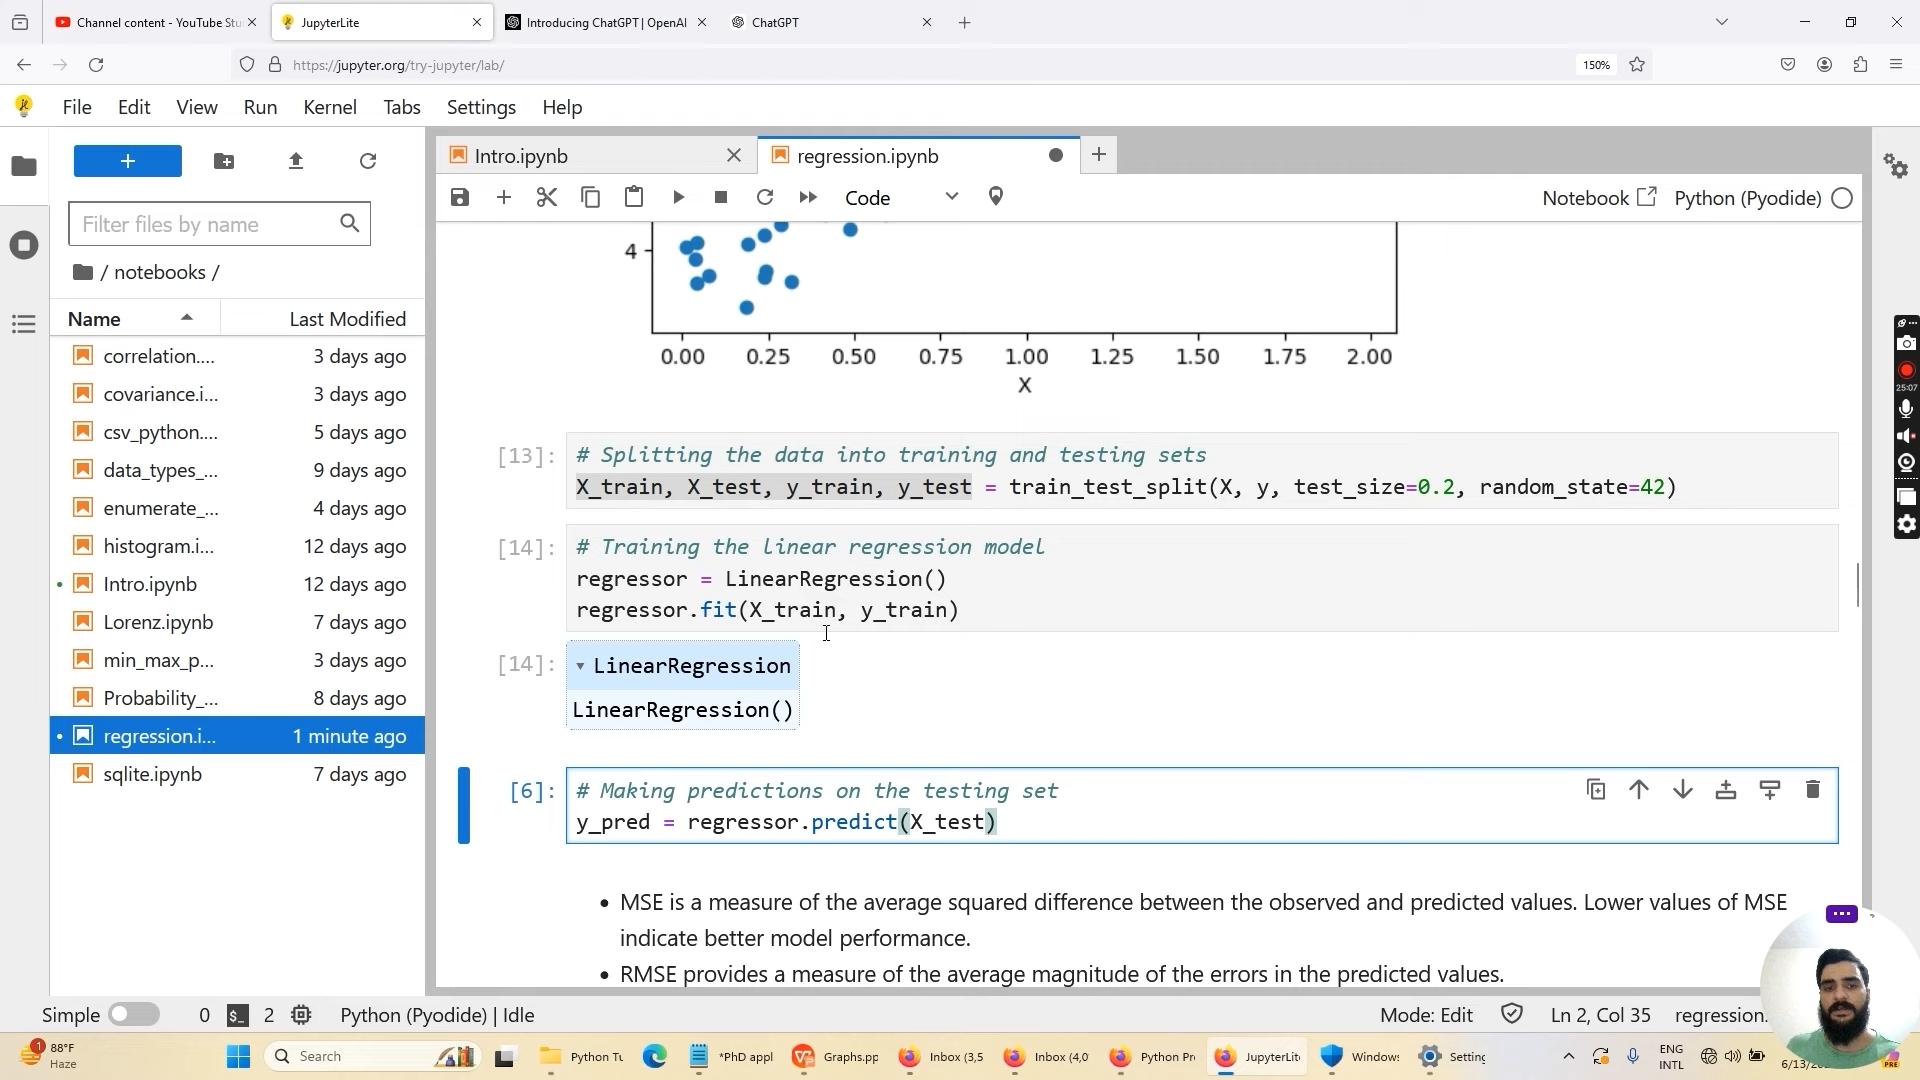 Channel content - YouTube Stu
JupyterLite
Introducing ChatGPT | OpenAI
ChatGPT
https://jupyter.org/try-jupyter/lab/
150%
File Edit View Run Kernel Tabs Settings Help
Filter files by name
/ notebooks /
Name Last Modified
correlation.... 3 days ago
covariance.i... 3 days ago
csv_python.... 5 days ago
data_types_... 9 days ago
enumerate_... 4 days ago
histogram.i... 12 days ago
Intro.ipynb 12 days ago
Lorenz.ipynb 7 days ago
min_max_p... 3 days ago
Probability_... 8 days ago
regression.i... 1 minute ago
sqlite.ipynb 7 days ago
Intro.ipynb
regression.ipynb
Code
Notebook
Python (Pyodide)
4
0.00 0.25 0.50 0.75 1.00 1.25 1.50 1.75 2.00
X
[13]: # Splitting the data into training and testing sets
X_train, X_test, y_train, y_test = train_test_split(X, y, test_size=0.2, random_state=42)
[14]: # Training the linear regression model
regressor = LinearRegression()
regressor.fit(X_train, y_train)
[14]: LinearRegression
LinearRegression()
[6]: # Making predictions on the testing set
y_pred = regressor.predict(X_test)
• MSE is a measure of the average squared difference between the observed and predicted values. Lower values of MSE
indicate better model performance.
• RMSE provides a measure of the average magnitude of the errors in the predicted values.
25:07
Simple 0 2 Python (Pyodide) | Idle
Mode: Edit Ln 2, Col 35 regression.
1
88°F
Haze
Search
Python Tu
*PhD appl
Graphs.pp
Inbox (3,5
Inbox (4,0
Python Pr
JupyterLite
Windows
Setting
ENG
INTL
6/13/20
PRE